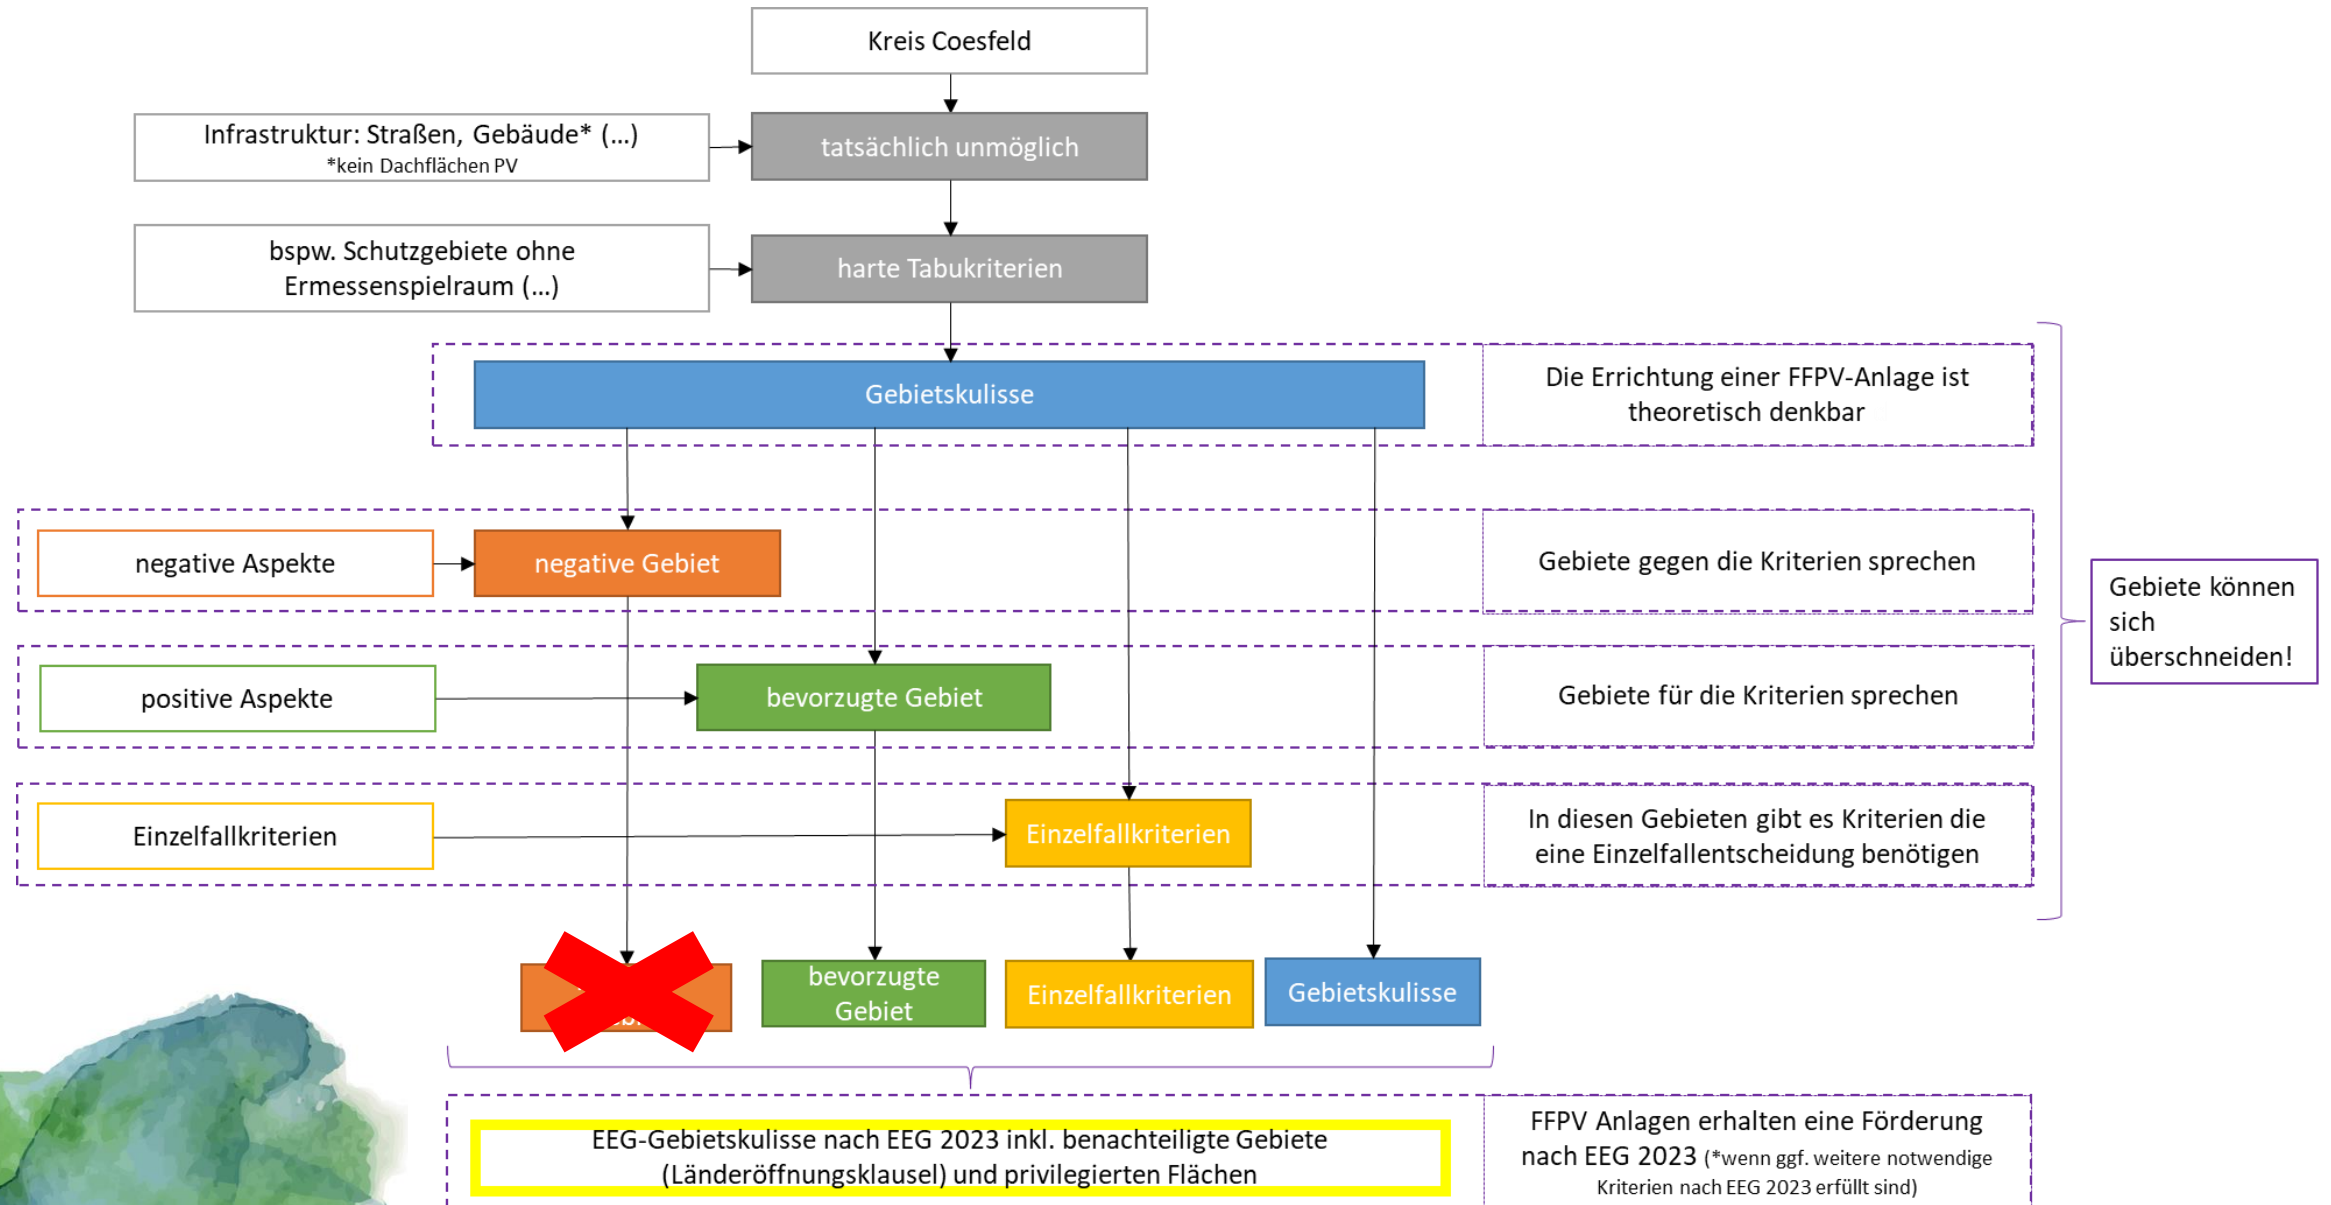 Kreis Coesfeld
Infrastruktur: Straßen, Gebäude* (...)
*kein Dachflächen PV
tatsächlich unmöglich
bspw. Schutzgebiete ohne
Ermessenspielraum (...)
harte Tabukriterien
Gebietskulisse
Die Errichtung einer FFPV-Anlage ist
theoretisch denkbar
negative Aspekte
negative Gebiet
Gebiete gegen die Kriterien sprechen
Gebiete können
sich
überschneiden!
positive Aspekte
bevorzugte Gebiet
Gebiete für die Kriterien sprechen
Einzelfallkriterien
Einzelfallkriterien
In diesen Gebieten gibt es Kriterien die
eine Einzelfallentscheidung benötigen
bevorzugte
Gebiet
Einzelfallkriterien
Gebietskulisse
EEG-Gebietskulisse nach EEG 2023 inkl. benachteiligte Gebiete
(Länderöffnungsklausel) und privilegierten Flächen
FFPV Anlagen erhalten eine Förderung
nach EEG 2023 (*wenn ggf. weitere notwendige
Kriterien nach EEG 2023 erfüllt sind)